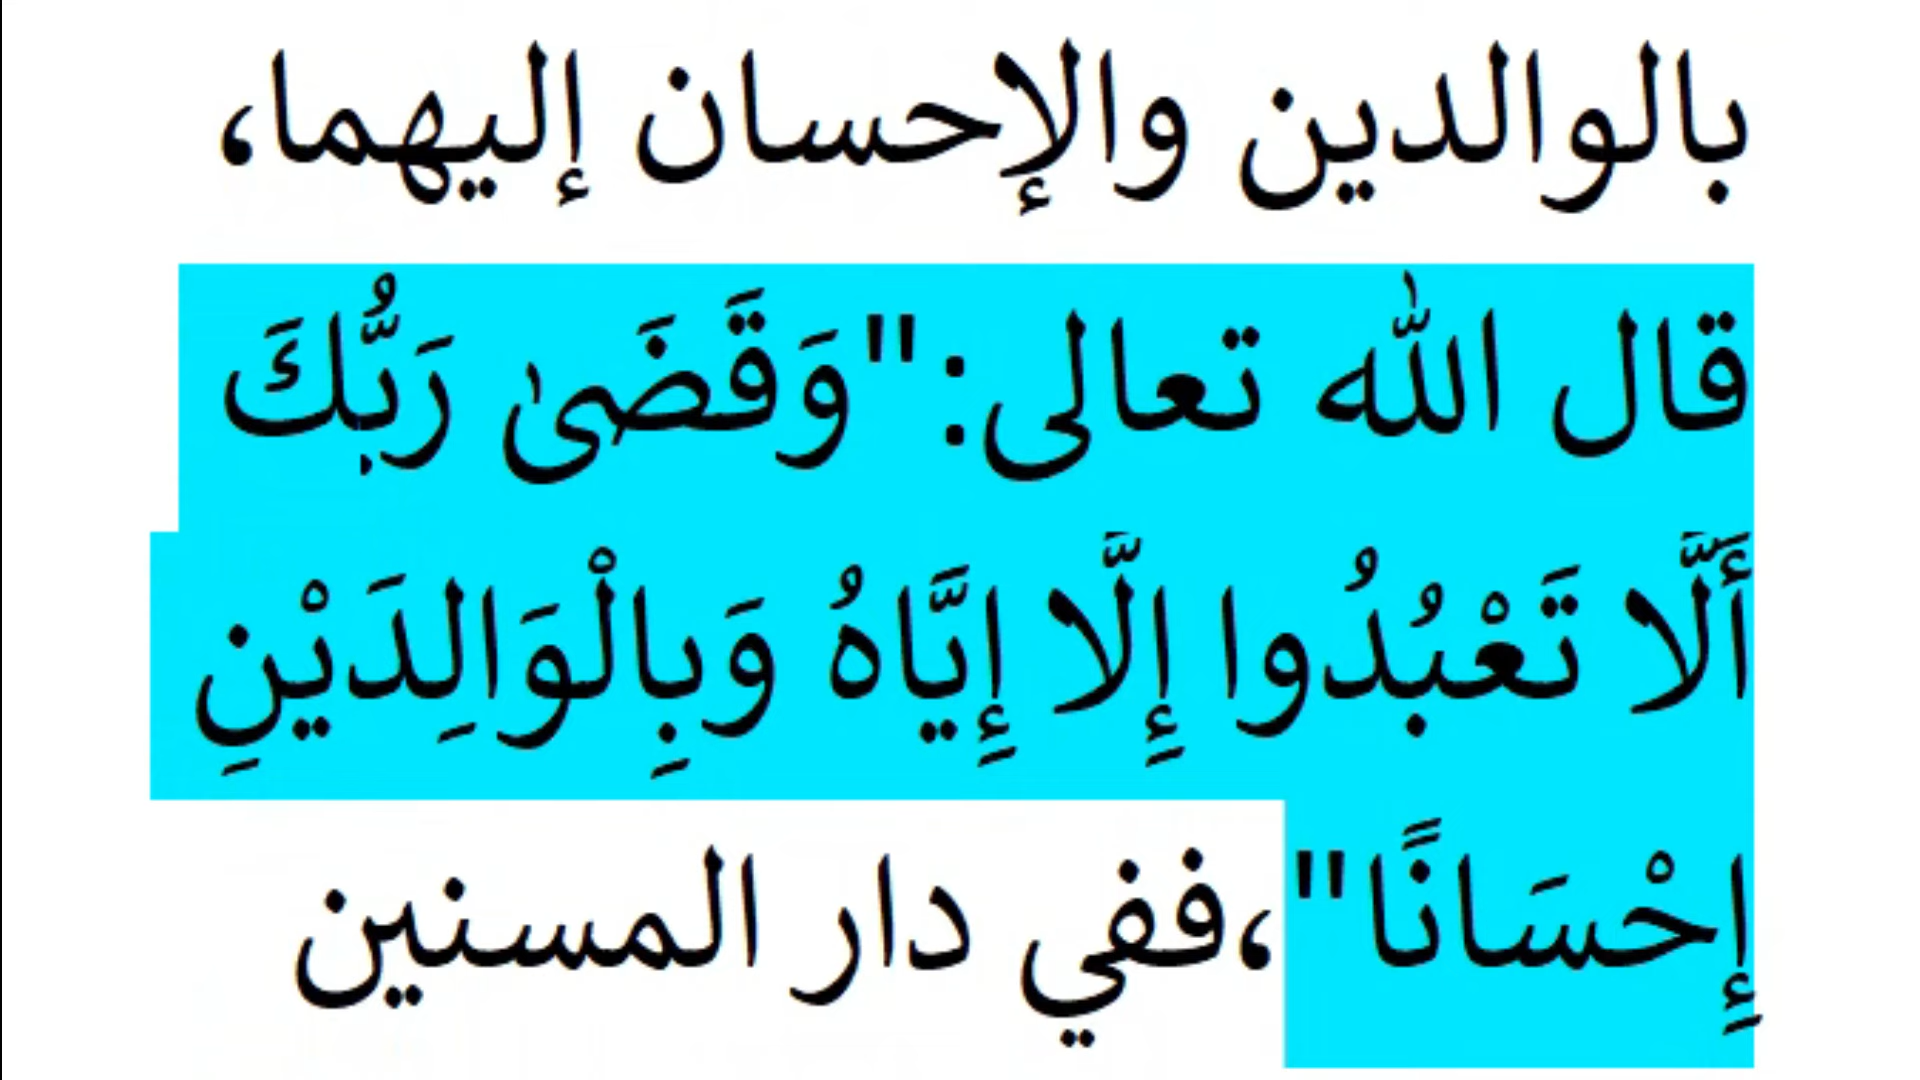 بالوالدين والإحسان إليهما،
قال الله تعالى:"وَقَضَىٰ رَبُّكَ
أَلَّا تَعْبُدُوا إِلَّا إِيَّاهُ وَبِالْوَالِدَيْنِ
إِحْسَانًا"،ففي دار المسنين